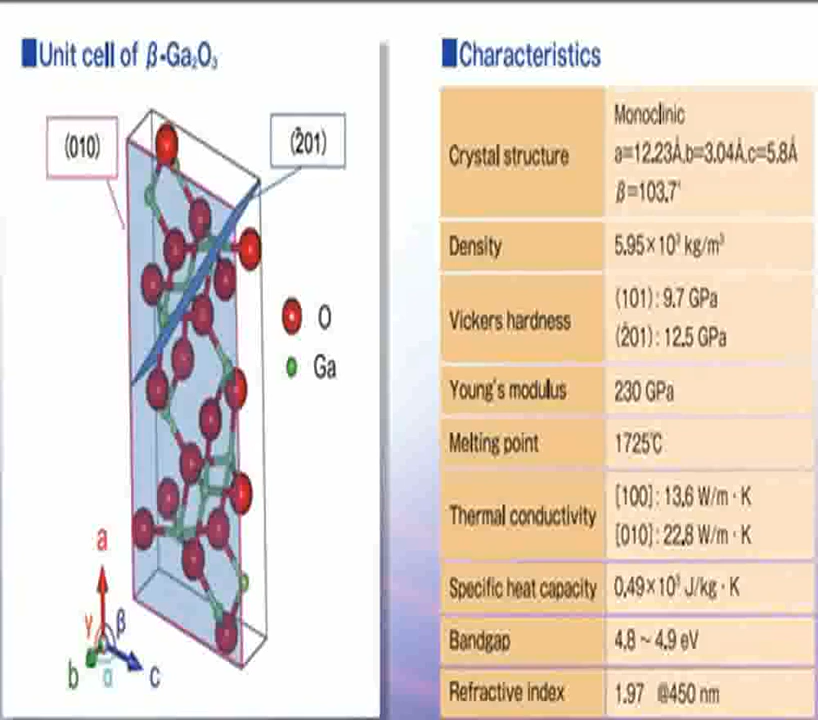 Unit cell of β-Ga₂O₃
(010)
(2̄01)
O
Ga
a
γ
β
b
α
c
Characteristics
Crystal structure
Monoclinic
a=12.23Å,b=3.04Å,c=5.8Å
β=103.7°
Density
5.95×10³ kg/m³
Vickers hardness
(101) : 9.7 GPa
(2̄01) : 12.5 GPa
Young's modulus
230 GPa
Melting point
1725℃
Thermal conductivity
[100] : 13.6 W/m・K
[010] : 22.8 W/m・K
Specific heat capacity
0.49×10³ J/kg・K
Bandgap
4.8 ~ 4.9 eV
Refractive index
1.97 @450 nm